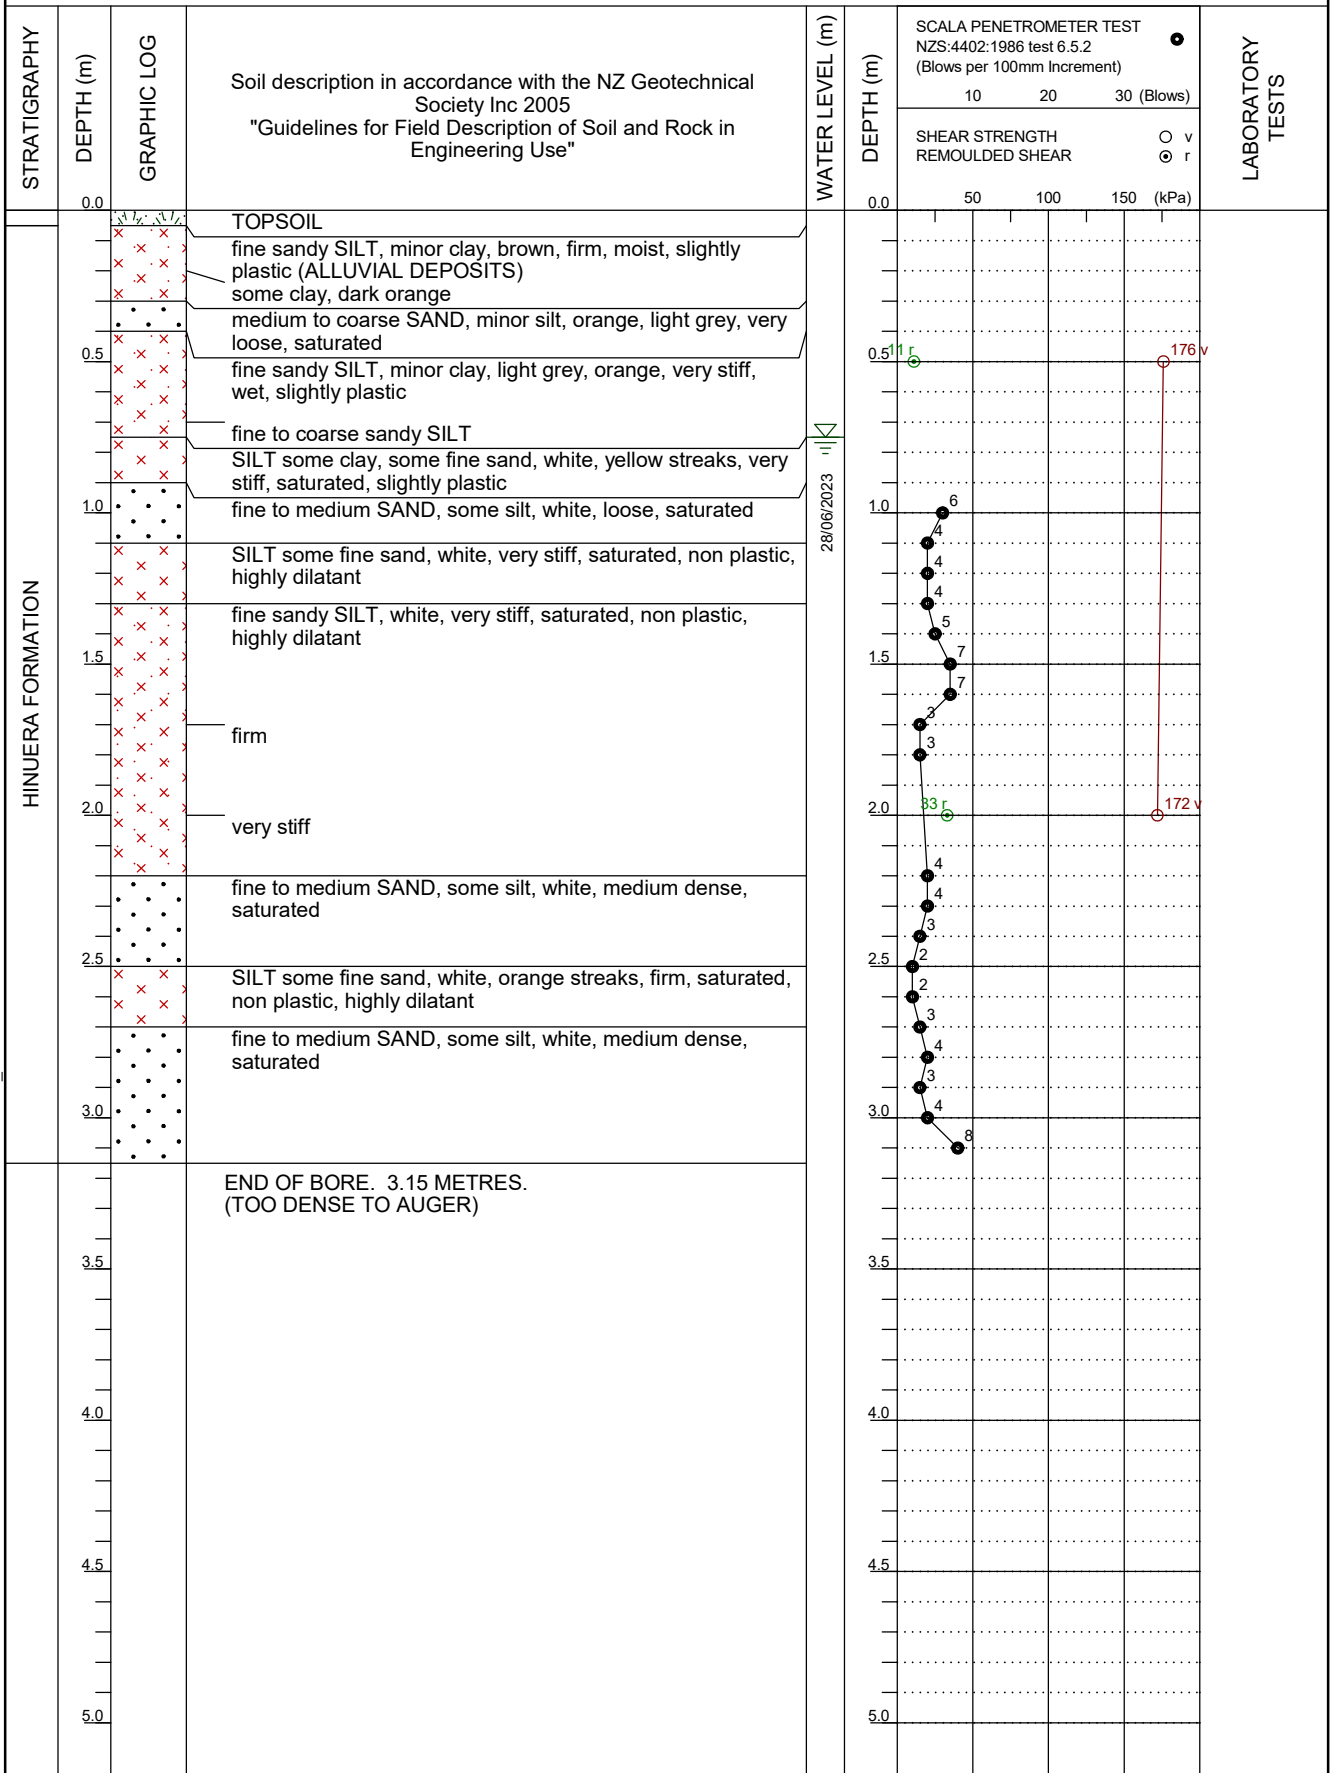 STRATIGRAPHY
DEPTH (m)
GRAPHIC LOG
Soil description in accordance with the NZ Geotechnical
Society Inc 2005
"Guidelines for Field Description of Soil and Rock in
Engineering Use"
WATER LEVEL (m)
DEPTH (m)
SCALA PENETROMETER TEST
NZS:4402:1986 test 6.5.2
(Blows per 100mm Increment)
10 20 30 (Blows)
SHEAR STRENGTH v
REMOULDED SHEAR r
50 100 150 (kPa)
LABORATORY
TESTS
0.0
0.0
HINUERA FORMATION
TOPSOIL
fine sandy SILT, minor clay, brown, firm, moist, slightly
plastic (ALLUVIAL DEPOSITS)
some clay, dark orange
medium to coarse SAND, minor silt, orange, light grey, very
loose, saturated
0.5
fine sandy SILT, minor clay, light grey, orange, very stiff,
wet, slightly plastic
fine to coarse sandy SILT
SILT some clay, some fine sand, white, yellow streaks, very
stiff, saturated, slightly plastic
1.0
fine to medium SAND, some silt, white, loose, saturated
SILT some fine sand, white, very stiff, saturated, non plastic,
highly dilatant
fine sandy SILT, white, very stiff, saturated, non plastic,
highly dilatant
1.5
firm
2.0
very stiff
fine to medium SAND, some silt, white, medium dense,
saturated
2.5
SILT some fine sand, white, orange streaks, firm, saturated,
non plastic, highly dilatant
fine to medium SAND, some silt, white, medium dense,
saturated
3.0
END OF BORE. 3.15 METRES.
(TOO DENSE TO AUGER)
3.5
4.0
4.5
5.0
28/06/2023
0.5 11 r 176 v
1.0 6
4
4
4
5
1.5 7
7
3
3
2.0 33 r 172 v
4
4
3
2.5 2
2
3
4
3
3.0 4
8
3.5
4.0
4.5
5.0